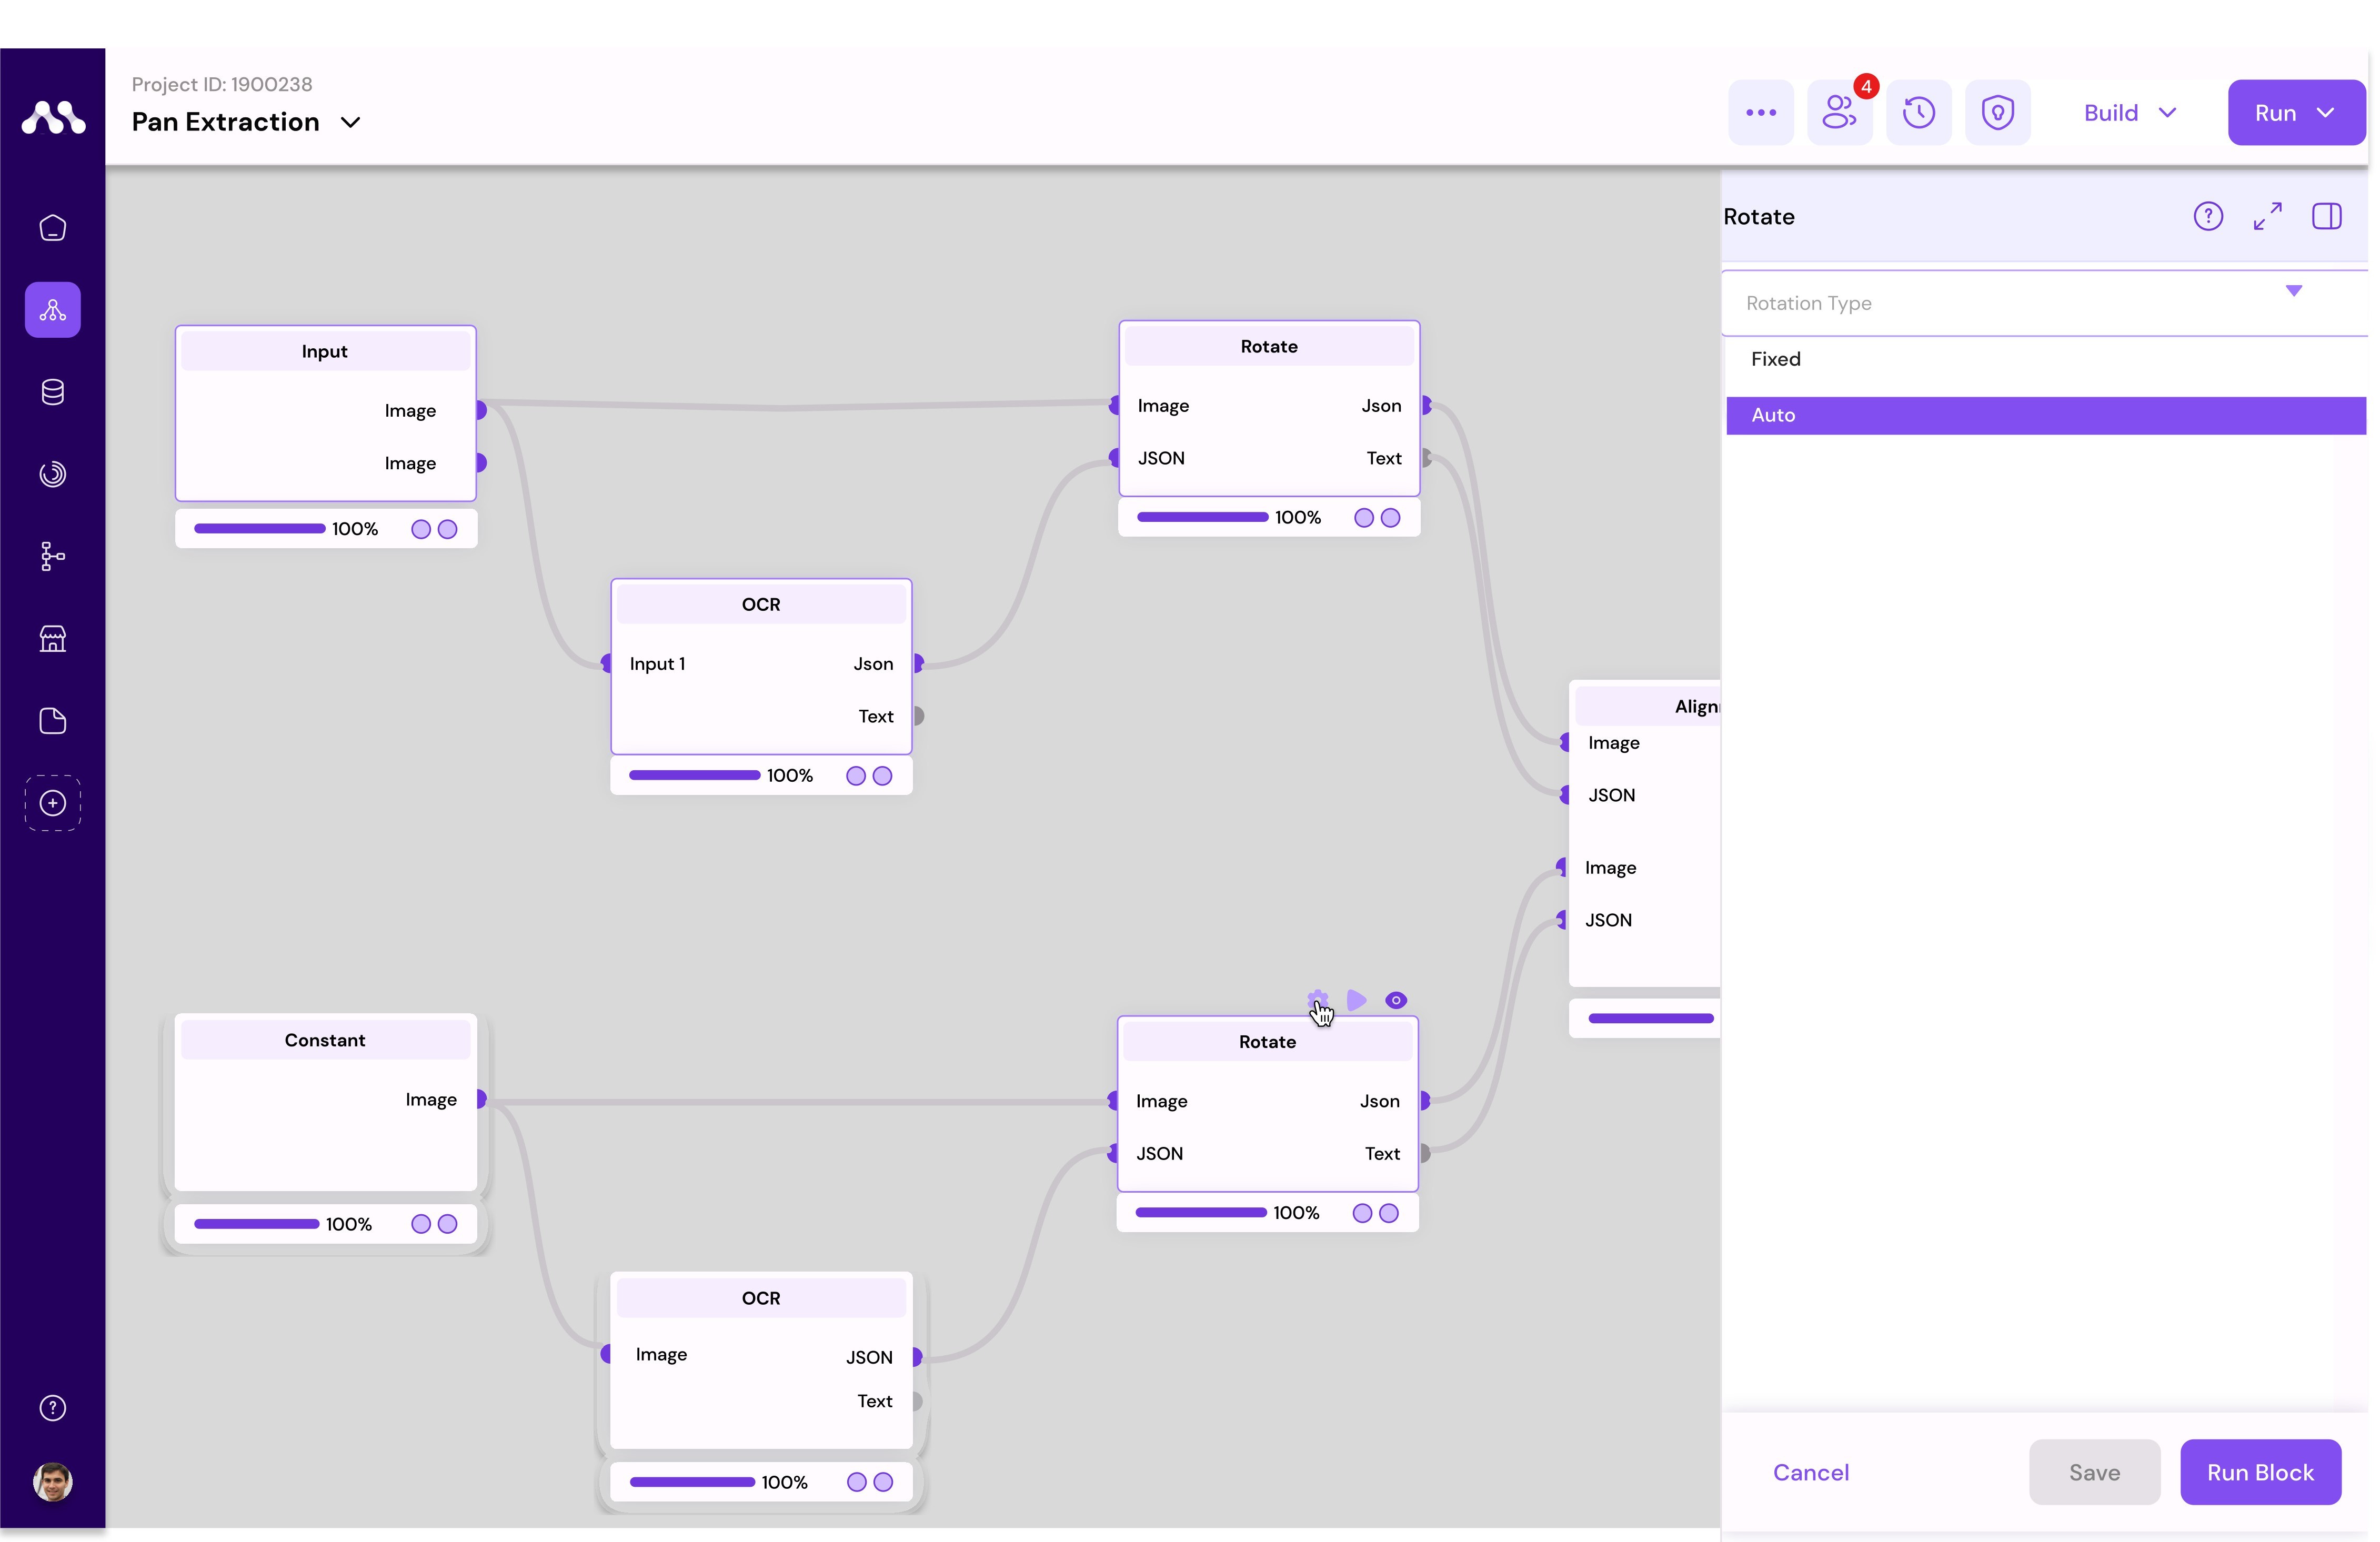 Project ID: 1900238
Pan Extraction
4
Build
Run
Rotate
Rotation Type
Fixed
Auto
Input
Image
Image
100%
Rotate
Image Json
JSON Text
100%
OCR
Input 1 Json
Text
100%
Image
JSON
Image
JSON
Constant
Image
100%
Rotate
Image Json
JSON Text
100%
OCR
Image JSON
Text
100%
Cancel
Save
Run Block